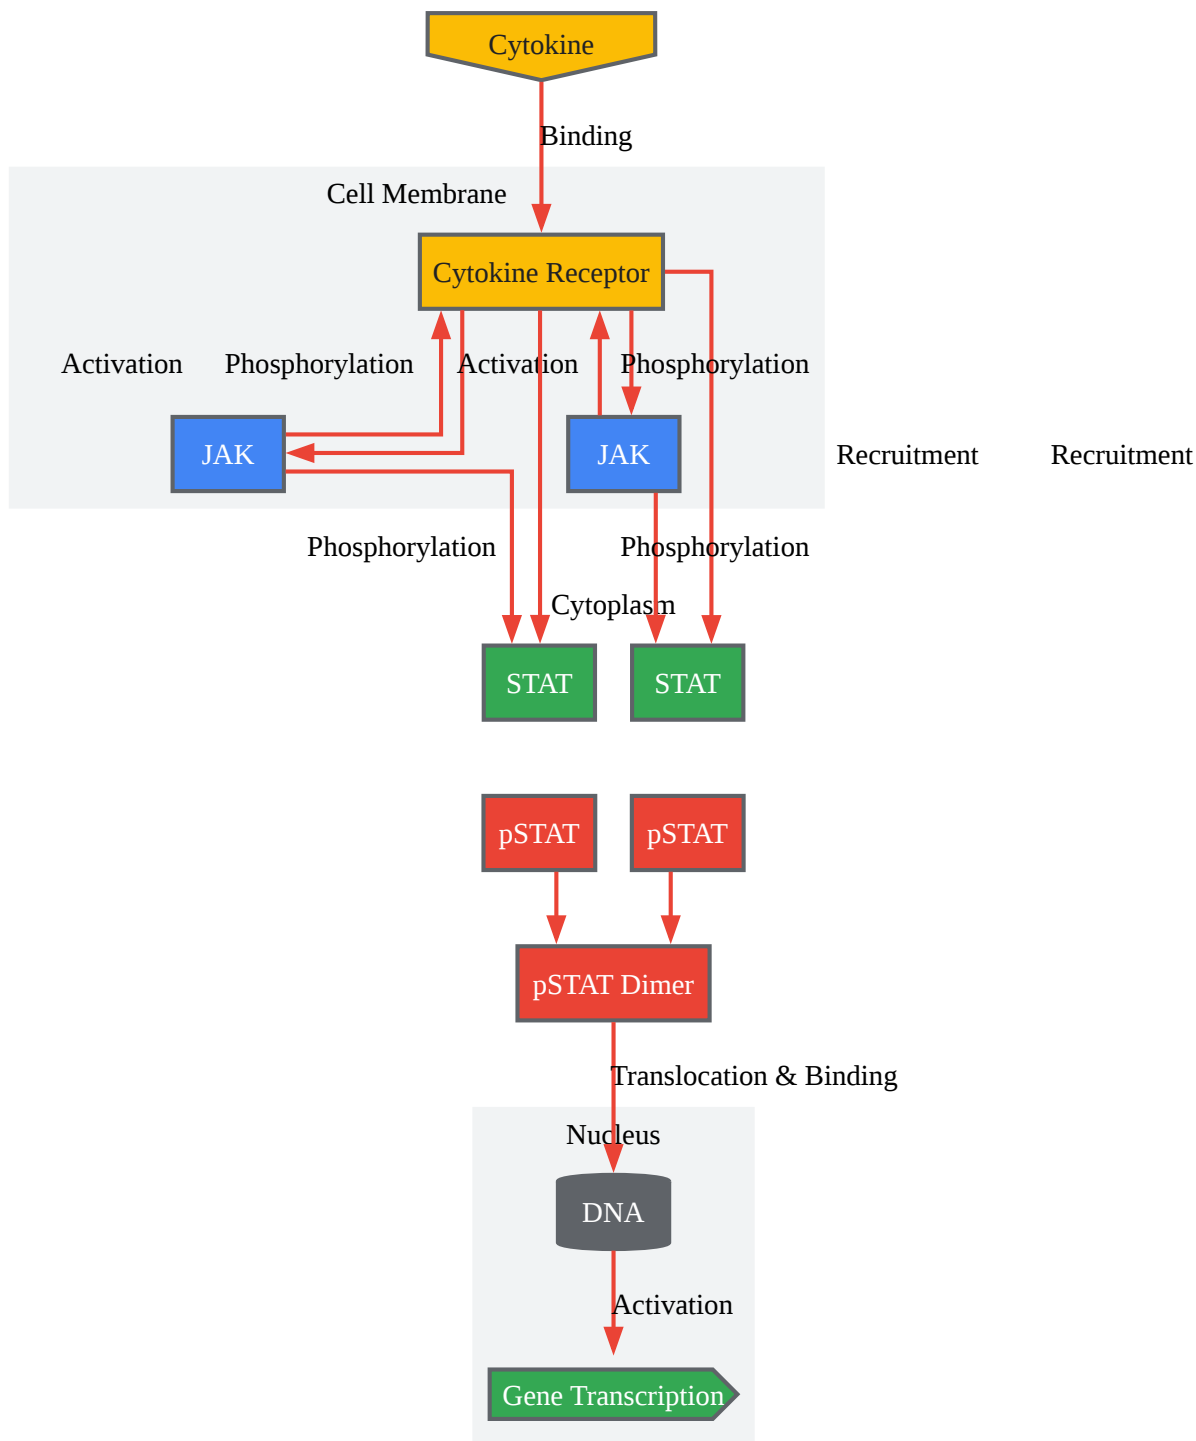 Cytokine
Binding
Cell Membrane
Cytokine Receptor
Activation
Phosphorylation
Activation
Phosphorylation
JAK
JAK
Recruitment
Recruitment
Phosphorylation
Phosphorylation
Cytoplasm
STAT
STAT
pSTAT
pSTAT
pSTAT Dimer
Translocation & Binding
Nucleus
DNA
Activation
Gene Transcription